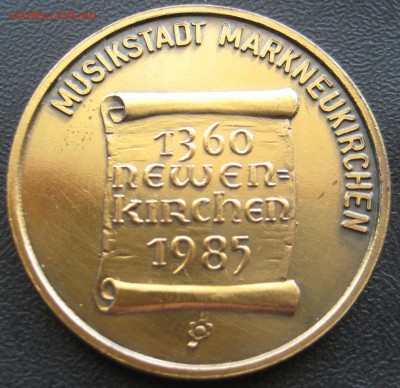 MUSIKSTADT MARKNEUKIRCHEN
1360
NEWEN=
KIRCHEN
1985